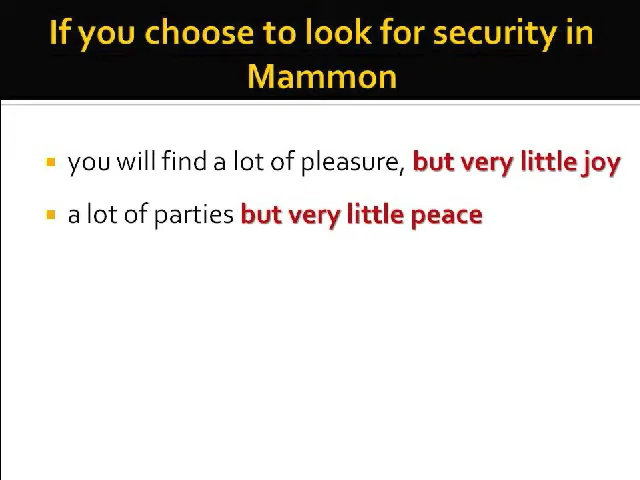 If you choose to look for security in
Mammon
you will find a lot of pleasure, but very little joy
a lot of parties but very little peace